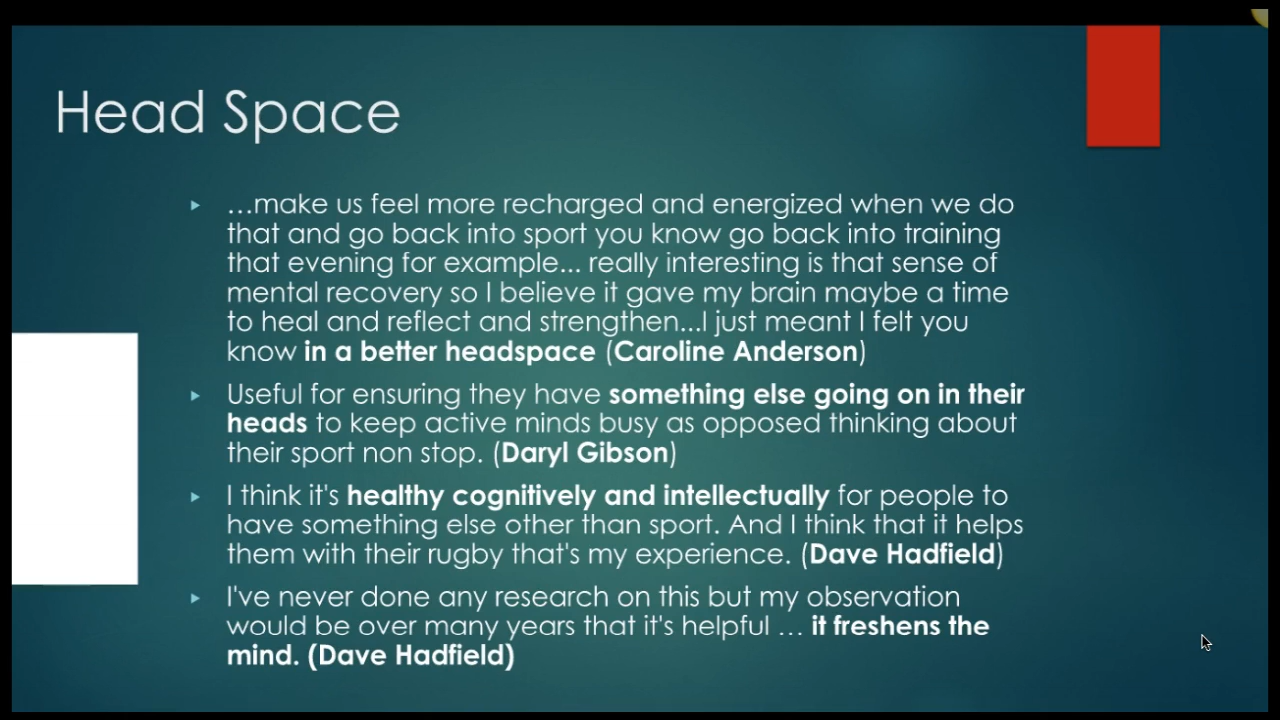 Head Space
…make us feel more recharged and energized when we do
that and go back into sport you know go back into training
that evening for example... really interesting is that sense of
mental recovery so I believe it gave my brain maybe a time
to heal and reflect and strengthen...I just meant I felt you
know in a better headspace (Caroline Anderson)
Useful for ensuring they have something else going on in their
heads to keep active minds busy as opposed thinking about
their sport non stop. (Daryl Gibson)
I think it's healthy cognitively and intellectually for people to
have something else other than sport. And I think that it helps
them with their rugby that's my experience. (Dave Hadfield)
I've never done any research on this but my observation
would be over many years that it's helpful … it freshens the
mind. (Dave Hadfield)